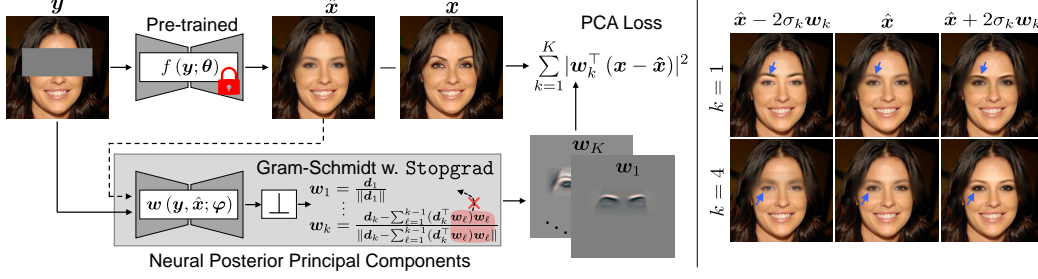 y
Pre-trained
f (y; θ)
x̂
−
x
PCA Loss
∑_{k=1}^{K} |w_k^⊤ (x − x̂)|²
Gram-Schmidt w. Stopgrad
w (y, x̂; φ)
⊥
w_1 = d_1 / ‖d_1‖
⋮
w_k = (d_k − ∑_{ℓ=1}^{k−1} (d_k^⊤ w_ℓ) w_ℓ) / ‖d_k − ∑_{ℓ=1}^{k−1} (d_k^⊤ w_ℓ) w_ℓ‖
w_K
w_1
Neural Posterior Principal Components
x̂ − 2σ_k w_k
x̂
x̂ + 2σ_k w_k
k = 1
k = 4